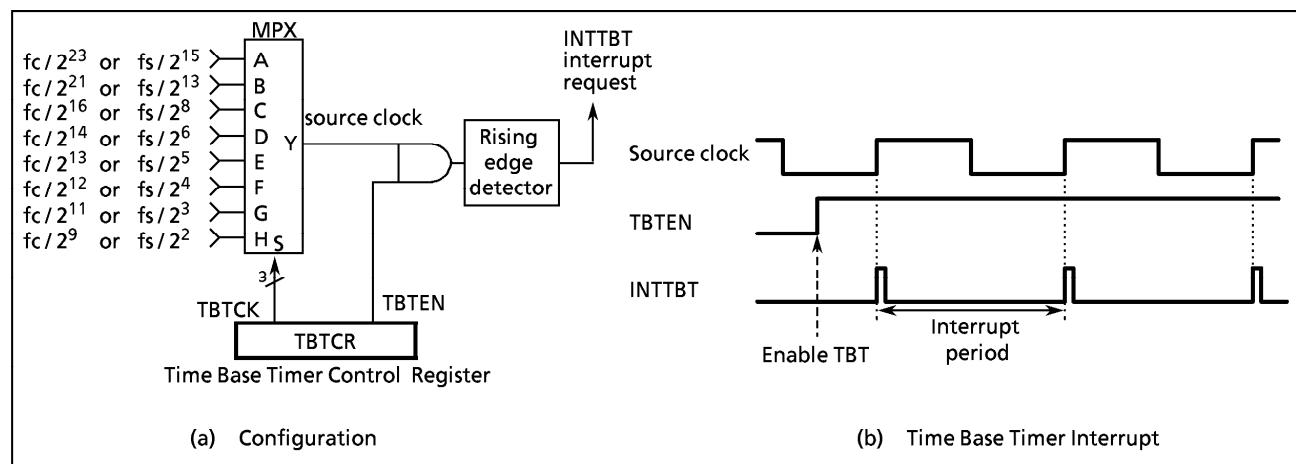 MPX
fc/2^23 or fs/2^15 A
fc/2^21 or fs/2^13 B
fc/2^16 or fs/2^8 C
fc/2^14 or fs/2^6 D
fc/2^13 or fs/2^5 E
fc/2^12 or fs/2^4 F
fc/2^11 or fs/2^3 G
fc/2^9 or fs/2^2 H
S
Y
source clock
Rising
edge
detector
INTTBT
interrupt
request
3
TBTCK
TBTEN
TBTCR
Time Base Timer Control Register
(a) Configuration
Source clock
TBTEN
INTTBT
Enable TBT
Interrupt
period
(b) Time Base Timer Interrupt